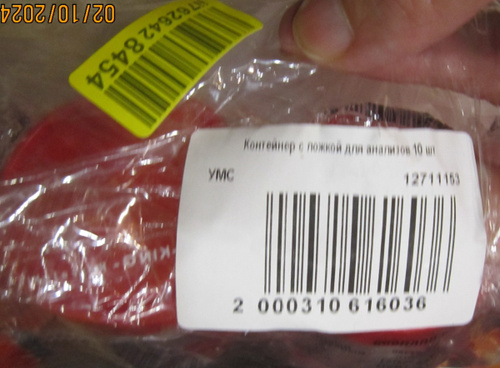 02/10/2024
Контейнер с ложкой для анализов 10 шт
УМС
12711153
2 000310 616036